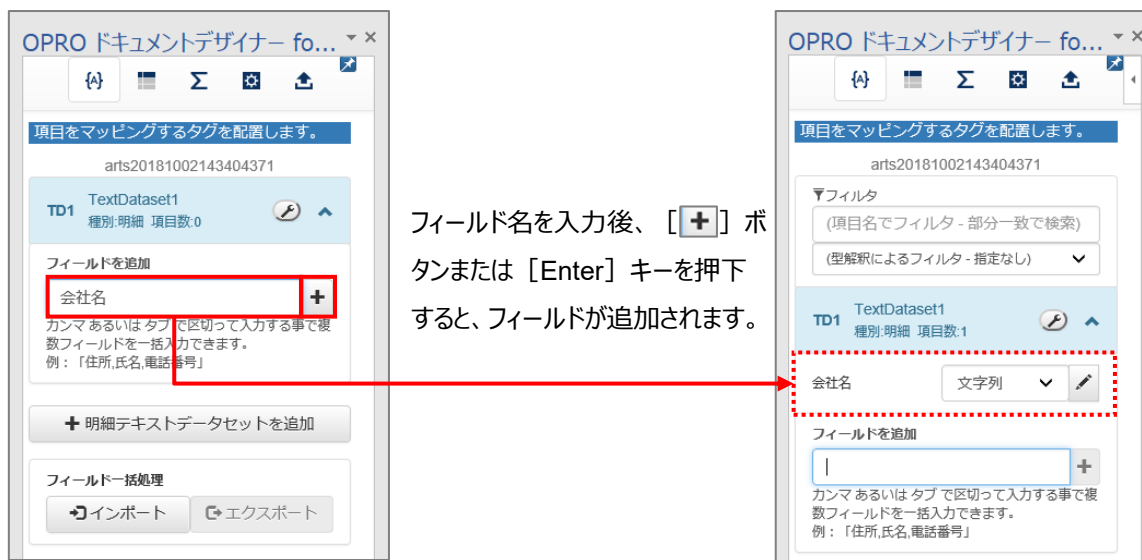 OPRO ドキュメントデザイナー fo...
{A}
項目をマッピングするタグを配置します。
arts20181002143404371
TD1 TextDataset1
種別:明細 項目数:0
フィールドを追加
会社名
カンマ あるいは タブ で区切って入力する事で複
数フィールドを一括入力できます。
例：「住所,氏名,電話番号」
明細テキストデータセットを追加
フィールド一括処理
インポート エクスポート
フィールド名を入力後、［+］ボ
タンまたは［Enter］キーを押下
すると、フィールドが追加されます。
OPRO ドキュメントデザイナー fo...
{A}
項目をマッピングするタグを配置します。
arts20181002143404371
フィルタ
(項目名でフィルタ - 部分一致で検索)
(型解釈によるフィルタ - 指定なし)
TD1 TextDataset1
種別:明細 項目数:1
会社名 文字列
フィールドを追加
カンマ あるいは タブ で区切って入力する事で複
数フィールドを一括入力できます。
例：「住所,氏名,電話番号」